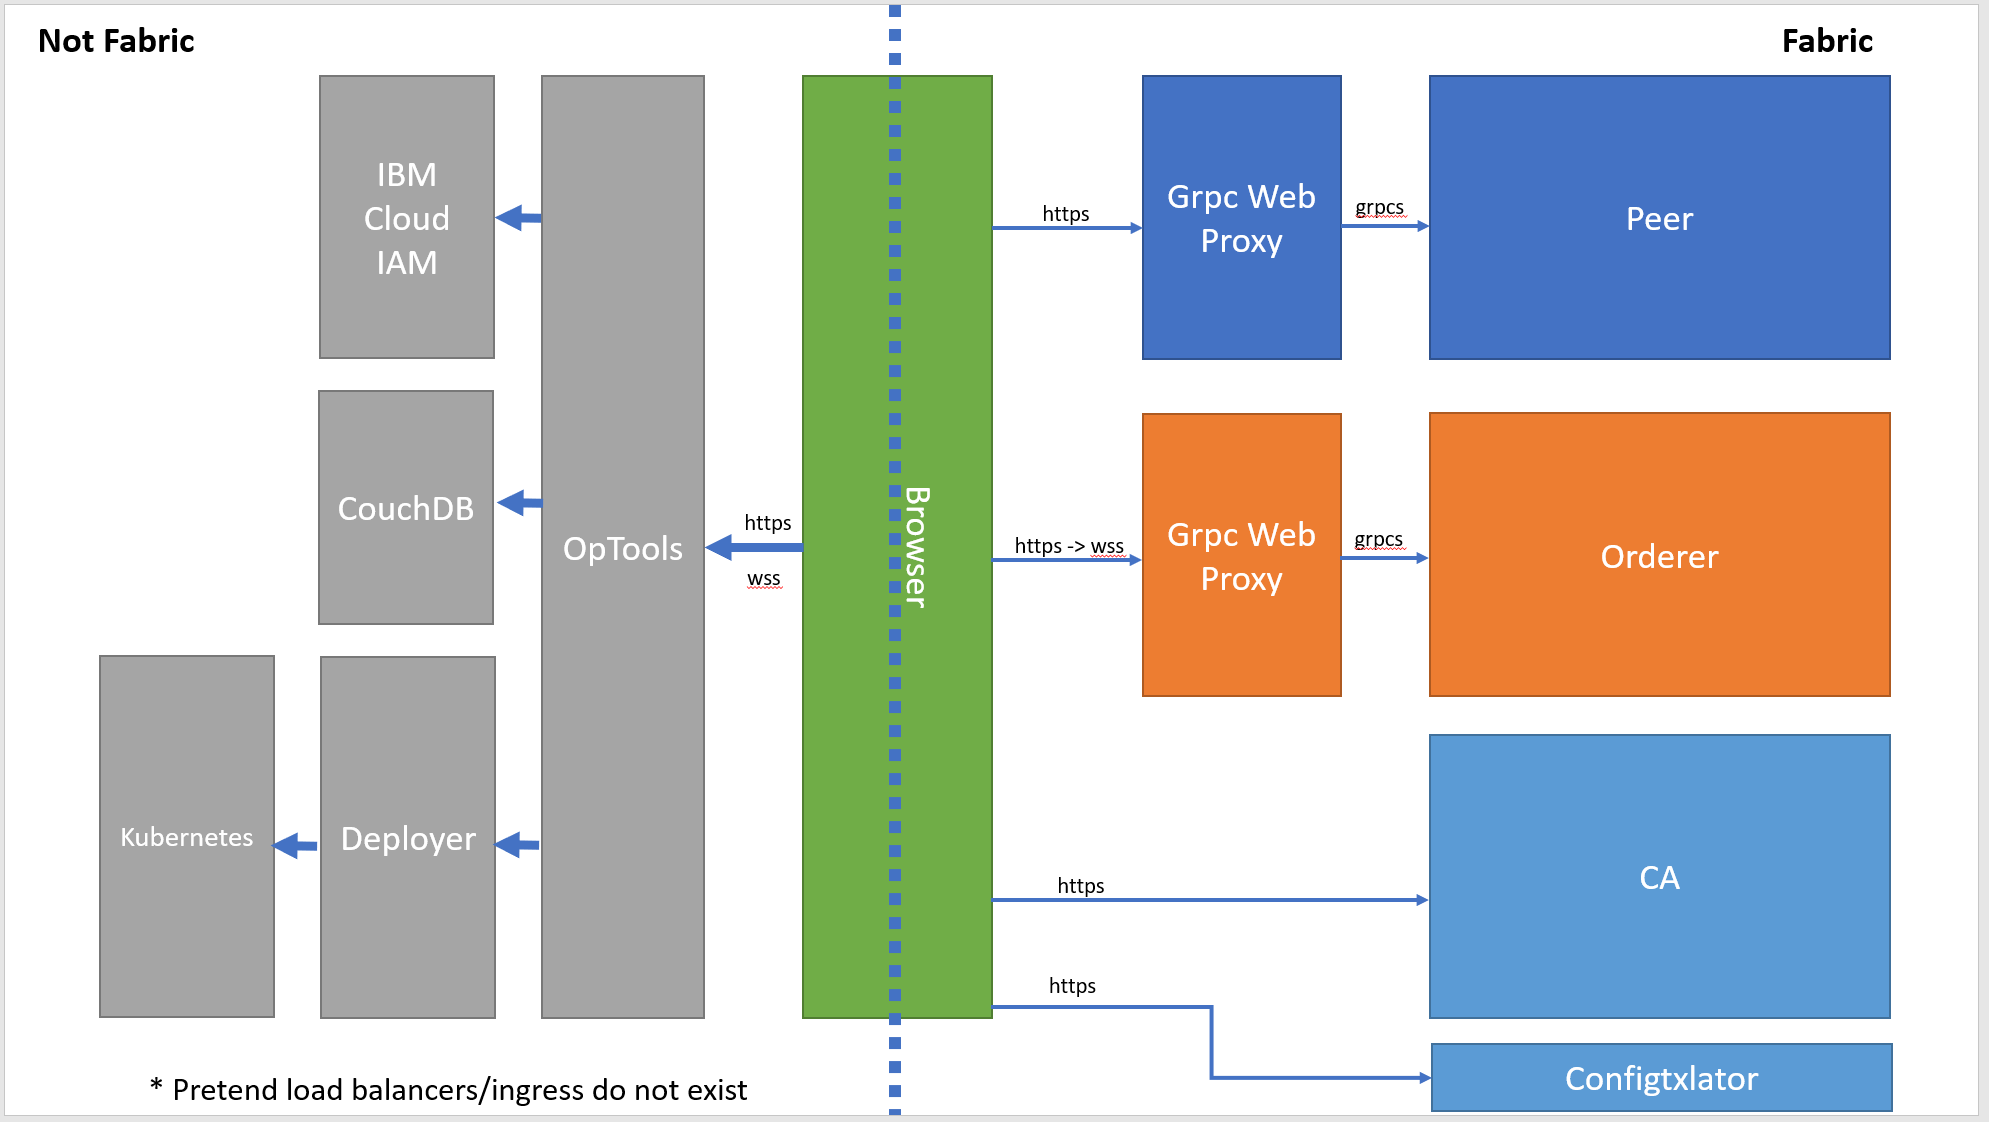 Not Fabric
Fabric
IBM
Cloud
IAM
CouchDB
Kubernetes
Deployer
OpTools
https
wss
Browser
https
Grpc Web
Proxy
grpcs
Peer
https -> wss
Grpc Web
Proxy
grpcs
Orderer
https
CA
https
Configtxlator
* Pretend load balancers/ingress do not exist